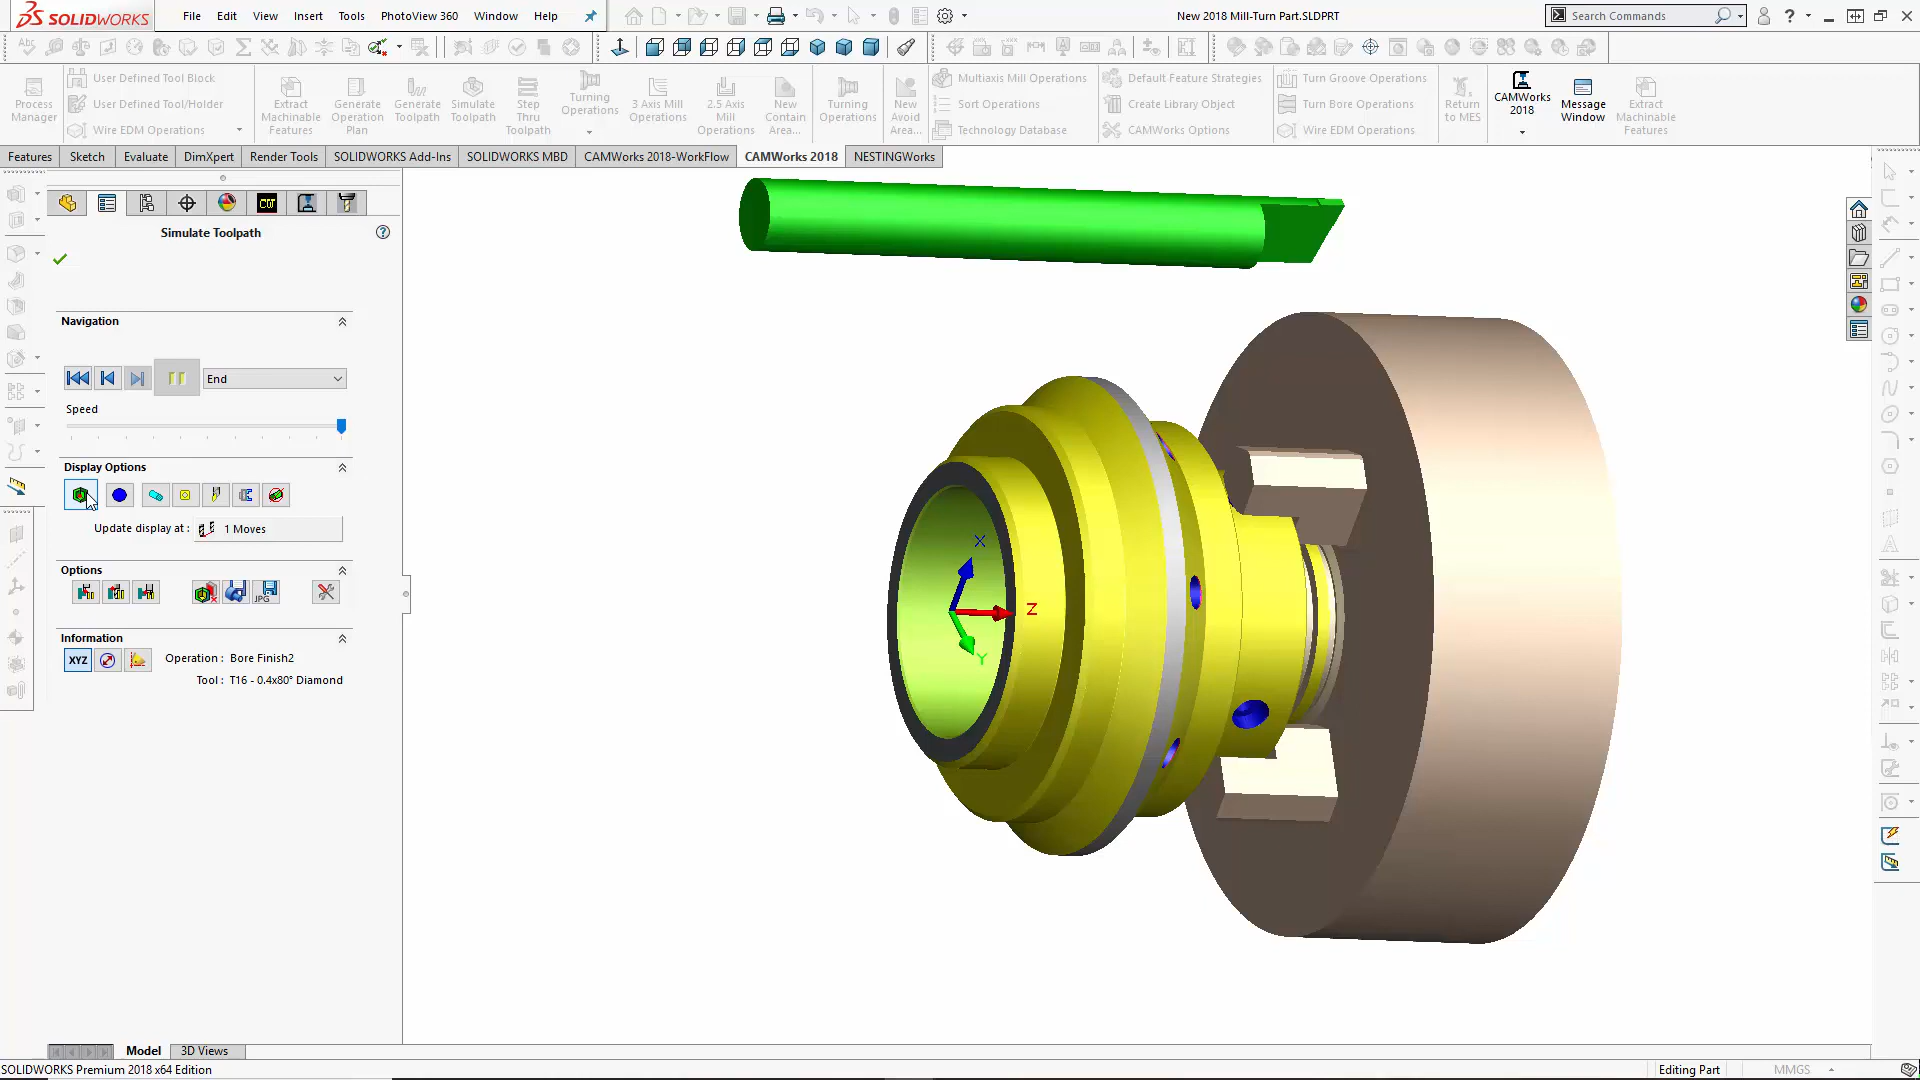 SOLIDWORKS File Edit View Insert Tools PhotoView 360 Window Help New 2018 Mill-Turn Part.SLDPRT Search Commands ?
Process Manager
User Defined Tool Block
User Defined Tool/Holder
Wire EDM Operations
Extract Machinable Features
Generate Operation Plan
Generate Toolpath
Simulate Toolpath
Step Thru Toolpath
Turning Operations
3 Axis Mill Operations
2.5 Axis Mill Operations
New Contain Area...
Turning Operations
New Avoid Area...
Multiaxis Mill Operations
Sort Operations
Technology Database
Default Feature Strategies
Create Library Object
CAMWorks Options
Turn Groove Operations
Turn Bore Operations
Wire EDM Operations
Return to MES
CAMWorks 2018
Message Window
Extract Machinable Features
Features Sketch Evaluate DimXpert Render Tools SOLIDWORKS Add-Ins SOLIDWORKS MBD CAMWorks 2018-WorkFlow CAMWorks 2018 NESTINGWorks
CW
Simulate Toolpath ?
Navigation
End
Speed
Display Options
Update display at : 1 Moves
Options
JPG
Information
XYZ Operation : Bore Finish2
Tool : T16 - 0.4x80° Diamond
X
Z
Y
Model 3D Views
SOLIDWORKS Premium 2018 x64 Edition Editing Part MMGS